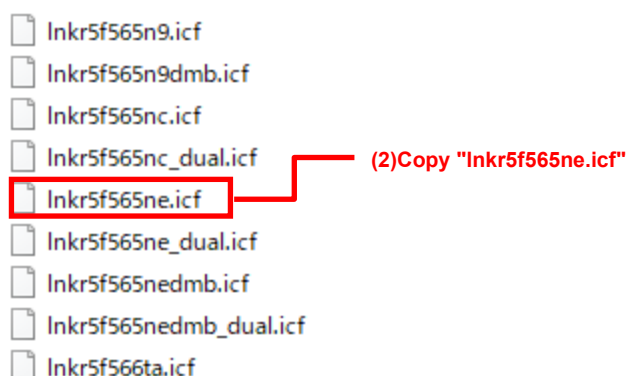 lnkr5f565n9.icf
lnkr5f565n9dmb.icf
lnkr5f565nc.icf
lnkr5f565nc_dual.icf
(2)Copy "lnkr5f565ne.icf"
lnkr5f565ne.icf
lnkr5f565ne_dual.icf
lnkr5f565nedmb.icf
lnkr5f565nedmb_dual.icf
lnkr5f566ta.icf